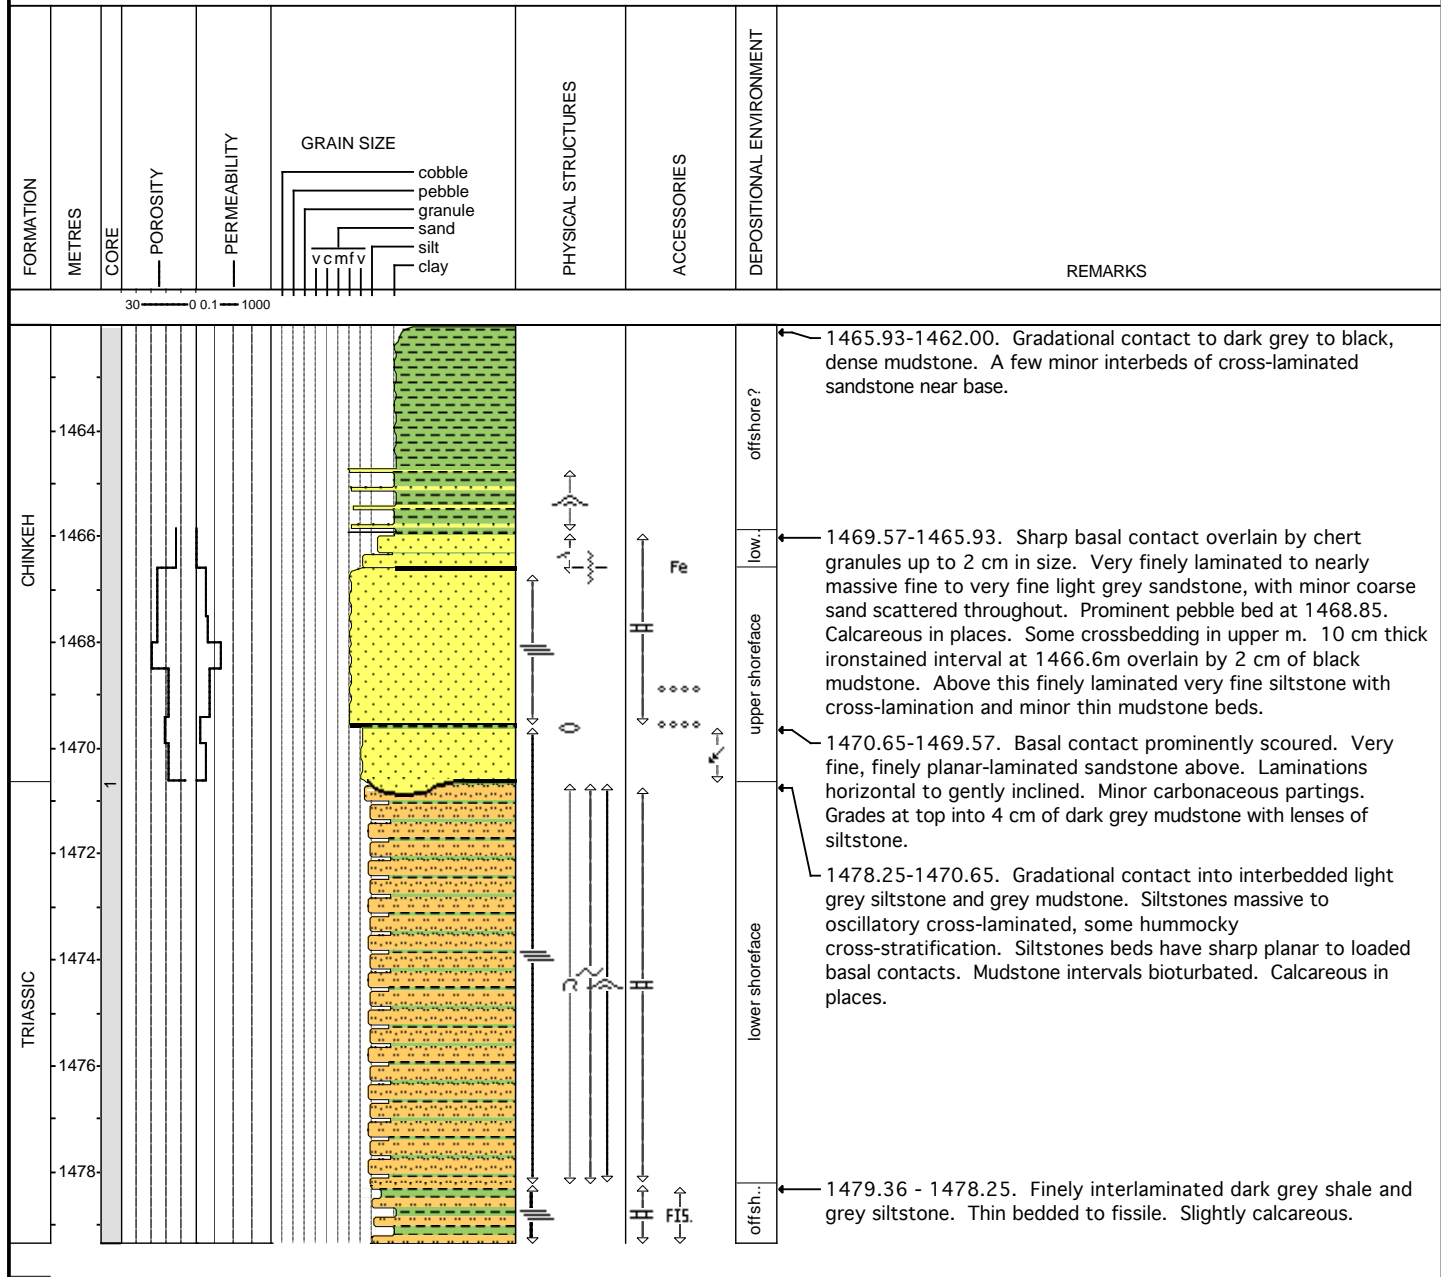 FORMATION
METRES
CORE
POROSITY
PERMEABILITY
GRAIN SIZE
cobble
pebble
granule
sand
silt
clay
v c m f v
PHYSICAL STRUCTURES
ACCESSORIES
DEPOSITIONAL ENVIRONMENT
REMARKS
30 0 0.1 1000
CHINKEH
TRIASSIC
1464
1466
1468
1470
1472
1474
1476
1478
1
Fe
FIS.
offshore?
low.
upper shoreface
lower shoreface
offsh..
1465.93-1462.00. Gradational contact to dark grey to black,
dense mudstone. A few minor interbeds of cross-laminated
sandstone near base.
1469.57-1465.93. Sharp basal contact overlain by chert
granules up to 2 cm in size. Very finely laminated to nearly
massive fine to very fine light grey sandstone, with minor coarse
sand scattered throughout. Prominent pebble bed at 1468.85.
Calcareous in places. Some crossbedding in upper m. 10 cm thick
ironstained interval at 1466.6m overlain by 2 cm of black
mudstone. Above this finely laminated very fine siltstone with
cross-lamination and minor thin mudstone beds.
1470.65-1469.57. Basal contact prominently scoured. Very
fine, finely planar-laminated sandstone above. Laminations
horizontal to gently inclined. Minor carbonaceous partings.
Grades at top into 4 cm of dark grey mudstone with lenses of
siltstone.
1478.25-1470.65. Gradational contact into interbedded light
grey siltstone and grey mudstone. Siltstones massive to
oscillatory cross-laminated, some hummocky
cross-stratification. Siltstones beds have sharp planar to loaded
basal contacts. Mudstone intervals bioturbated. Calcareous in
places.
1479.36 - 1478.25. Finely interlaminated dark grey shale and
grey siltstone. Thin bedded to fissile. Slightly calcareous.